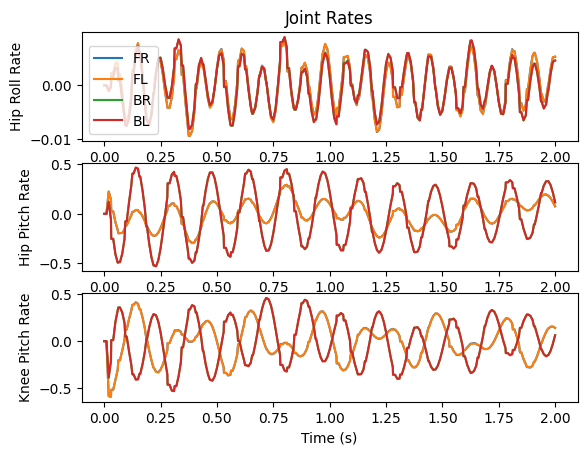 Joint Rates
Hip Roll Rate
0.00
−0.01
FR
FL
BR
BL
0.00 0.25 0.50 0.75 1.00 1.25 1.50 1.75 2.00
Hip Pitch Rate
0.5
0.0
−0.5
0.00 0.25 0.50 0.75 1.00 1.25 1.50 1.75 2.00
Knee Pitch Rate
0.5
0.0
−0.5
0.00 0.25 0.50 0.75 1.00 1.25 1.50 1.75 2.00
Time (s)